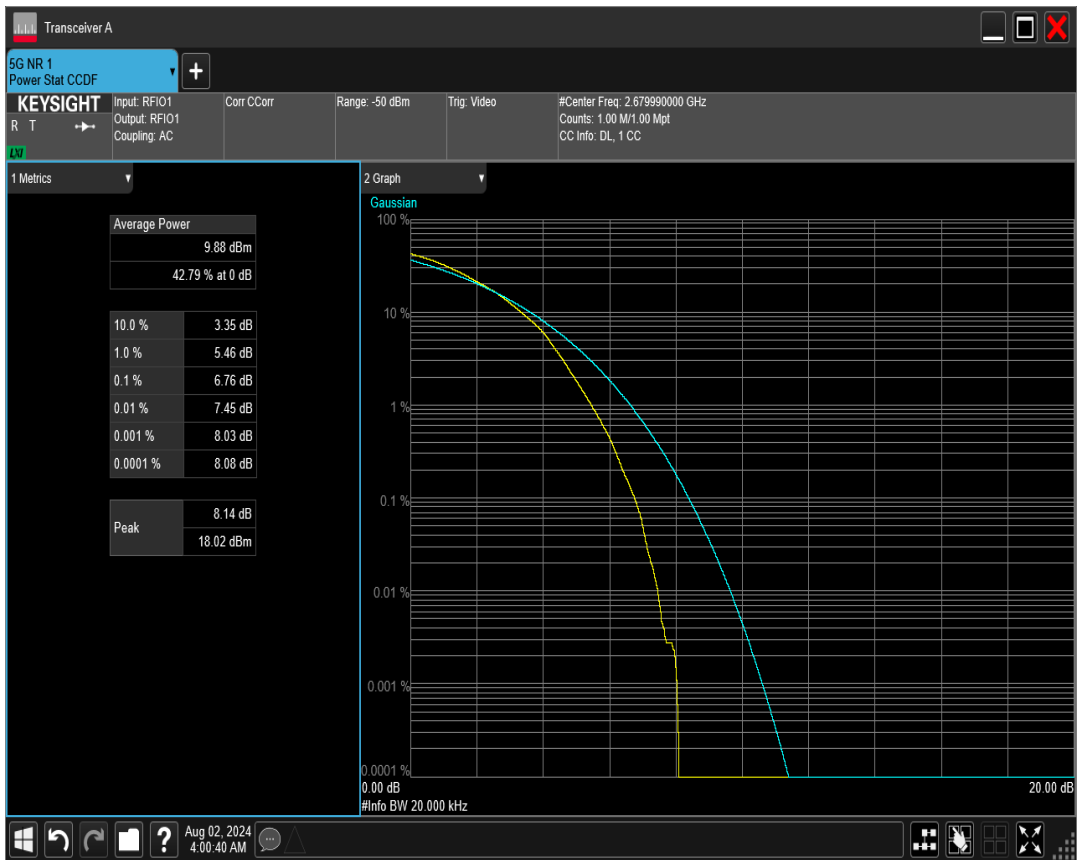 Transceiver A
5G NR 1
Power Stat CCDF
KEYSIGHT
R T
LXI
Input: RFIO1
Output: RFIO1
Coupling: AC
Corr CCorr
Range: -50 dBm
Trig: Video
#Center Freq: 2.679990000 GHz
Counts: 1.00 M/1.00 Mpt
CC Info: DL, 1 CC
1 Metrics
Average Power
9.88 dBm
42.79 % at 0 dB
10.0 % 3.35 dB
1.0 % 5.46 dB
0.1 % 6.76 dB
0.01 % 7.45 dB
0.001 % 8.03 dB
0.0001 % 8.08 dB
Peak
8.14 dB
18.02 dBm
2 Graph
Gaussian
100 %
10 %
1 %
0.1 %
0.01 %
0.001 %
0.0001 %
0.00 dB
20.00 dB
#Info BW 20.000 kHz
?
Aug 02, 2024
4:00:40 AM